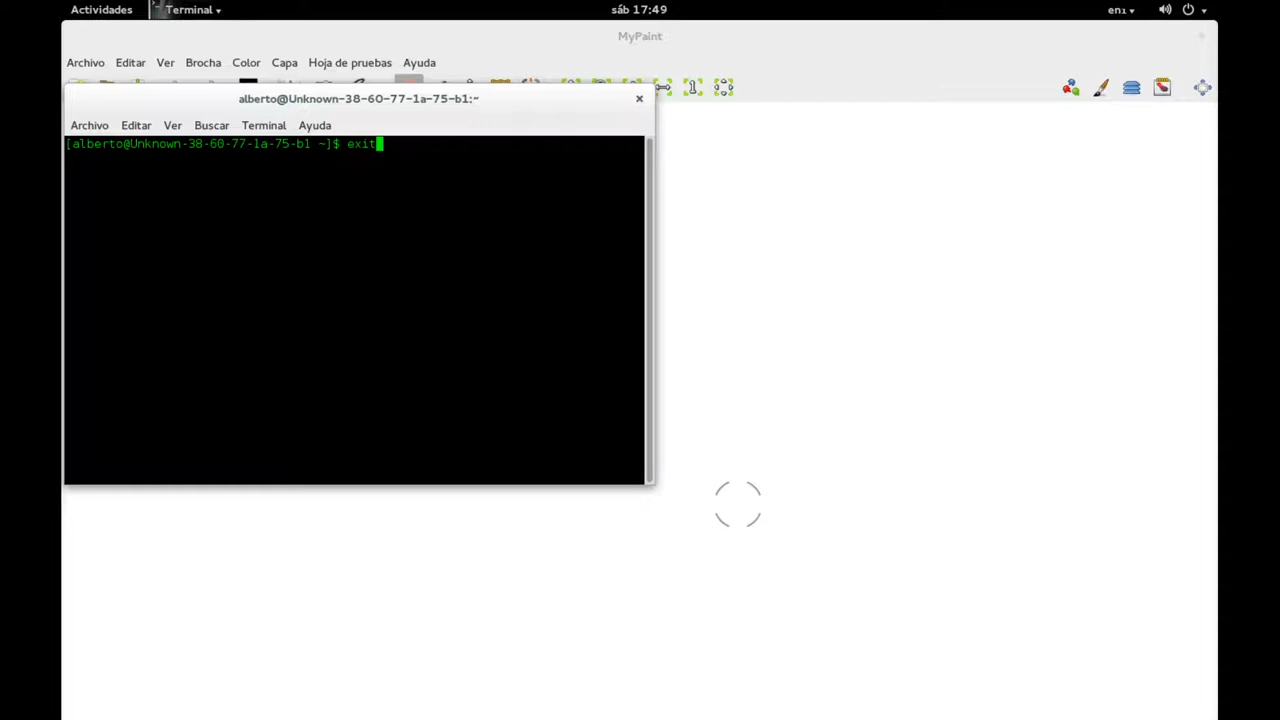 Actividades Terminal sáb 17:49 en₁
MyPaint
Archivo Editar Ver Brocha Color Capa Hoja de pruebas Ayuda
1
alberto@Unknown-38-60-77-1a-75-b1:~
Archivo Editar Ver Buscar Terminal Ayuda
[alberto@Unknown-38-60-77-1a-75-b1 ~]$ exit